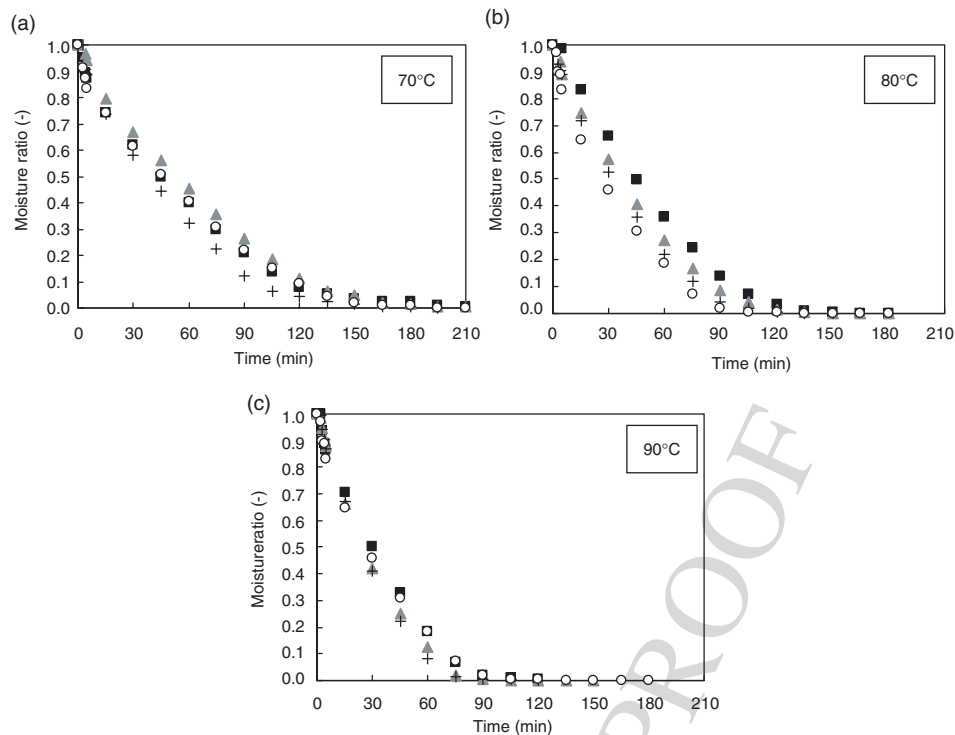 (a)
1.0
0.9
0.8
0.7
0.6
0.5
0.4
0.3
0.2
0.1
0.0
Moisture ratio (-)
70°C
0 30 60 90 120 150 180 210
Time (min)
(b)
1.0
0.9
0.8
0.7
0.6
0.5
0.4
0.3
0.2
0.1
0.0
Moisture ratio (-)
80°C
0 30 60 90 120 150 180 210
Time (min)
(c)
1.0
0.9
0.8
0.7
0.6
0.5
0.4
0.3
0.2
0.1
0.0
Moistureratio (-)
90°C
0 30 60 90 120 150 180 210
Time (min)
PROOF